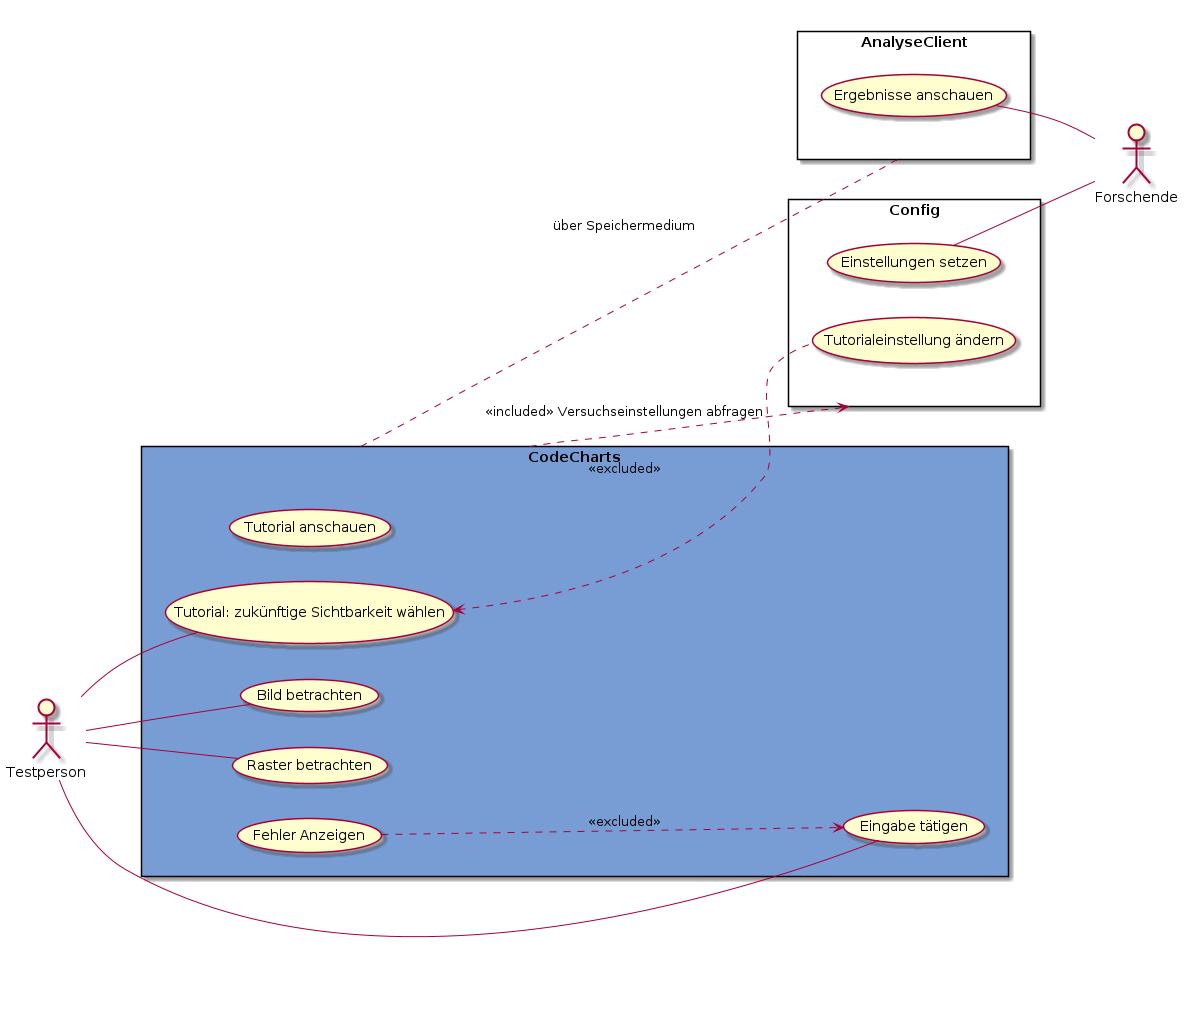 AnalyseClient
Ergebnisse anschauen
Forschende
Config
über Speichermedium
Einstellungen setzen
Tutorialeinstellung ändern
«included» Versuchseinstellungen abfragen
CodeCharts
«excluded»
Tutorial anschauen
Tutorial: zukünftige Sichtbarkeit wählen
Bild betrachten
Raster betrachten
Testperson
«excluded»
Eingabe tätigen
Fehler Anzeigen